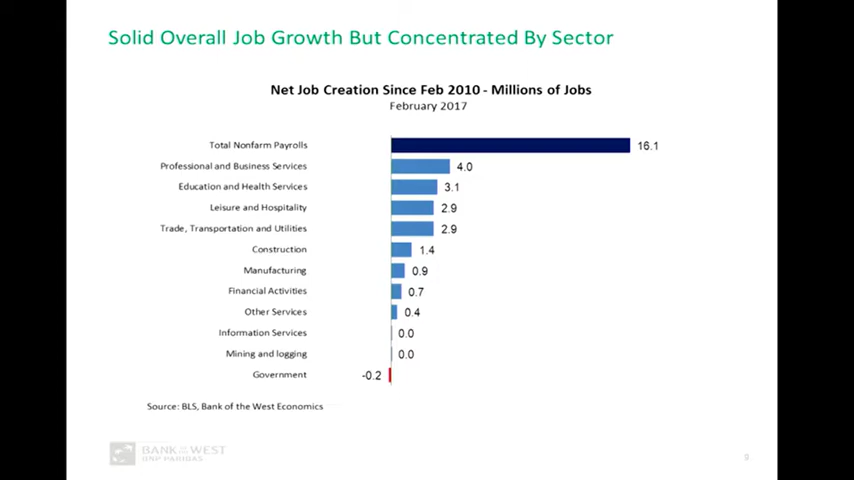 Solid Overall Job Growth But Concentrated By Sector
Net Job Creation Since Feb 2010 - Millions of Jobs
February 2017
Total Nonfarm Payrolls 16.1
Professional and Business Services 4.0
Education and Health Services 3.1
Leisure and Hospitality 2.9
Trade, Transportation and Utilities 2.9
Construction 1.4
Manufacturing 0.9
Financial Activities 0.7
Other Services 0.4
Information Services 0.0
Mining and logging 0.0
Government -0.2
Source: BLS, Bank of the West Economics
BANK OF THE WEST
BNP PARIBAS
9